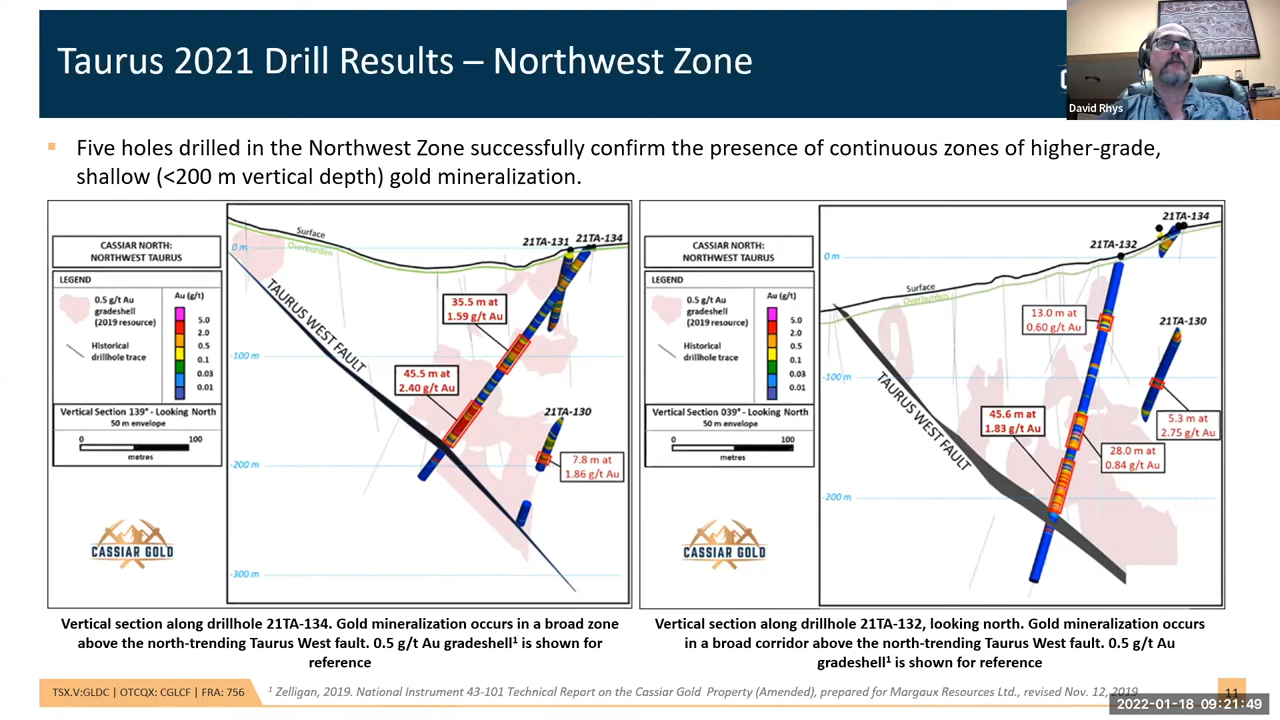 Taurus 2021 Drill Results – Northwest Zone
David Rhys
Five holes drilled in the Northwest Zone successfully confirm the presence of continuous zones of higher-grade,
shallow (<200 m vertical depth) gold mineralization.
CASSIAR NORTH:
NORTHWEST TAURUS
LEGEND
0.5 g/t Au
gradeshell
(2019 resource)
Historical
drillhole trace
Au (g/t)
5.0
2.0
0.5
0.1
0.03
0.01
Vertical Section 139° - Looking North
50 m envelope
0 100
metres
CASSIAR GOLD
Surface
Overburden
0 m
-100 m
-200 m
-300 m
TAURUS WEST FAULT
21TA-131
21TA-134
35.5 m at
1.59 g/t Au
45.5 m at
2.40 g/t Au
21TA-130
7.8 m at
1.86 g/t Au
CASSIAR NORTH:
NORTHWEST TAURUS
LEGEND
0.5 g/t Au
gradeshell
(2019 resource)
Historical
drillhole trace
Au (g/t)
5.0
2.0
0.5
0.1
0.03
0.01
Vertical Section 039° - Looking North
50 m envelope
0 100
metres
CASSIAR GOLD
21TA-134
21TA-132
0 m
Surface
Overburden
13.0 m at
0.60 g/t Au
21TA-130
-100 m
TAURUS WEST FAULT
45.6 m at
1.83 g/t Au
5.3 m at
2.75 g/t Au
28.0 m at
0.84 g/t Au
-200 m
Vertical section along drillhole 21TA-134. Gold mineralization occurs in a broad zone
above the north-trending Taurus West fault. 0.5 g/t Au gradeshell¹ is shown for
reference
Vertical section along drillhole 21TA-132, looking north. Gold mineralization occurs
in a broad corridor above the north-trending Taurus West fault. 0.5 g/t Au
gradeshell¹ is shown for reference
TSX.V:GLDC | OTCQX: CGLCF | FRA: 756
¹ Zelligan, 2019. National Instrument 43-101 Technical Report on the Cassiar Gold Property (Amended), prepared for Margaux Resources Ltd., revised Nov. 12, 2019
11
2022-01-18 09:21:49